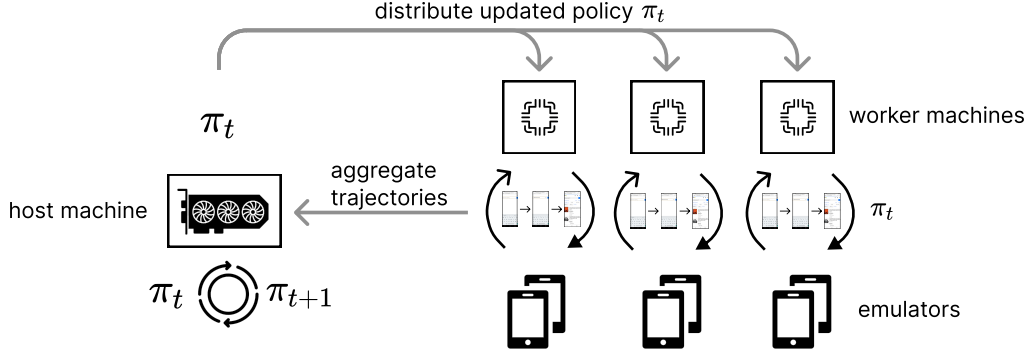 distribute updated policy π_t
π_t
worker machines
aggregate
trajectories
host machine
π_t
π_t π_{t+1}
emulators